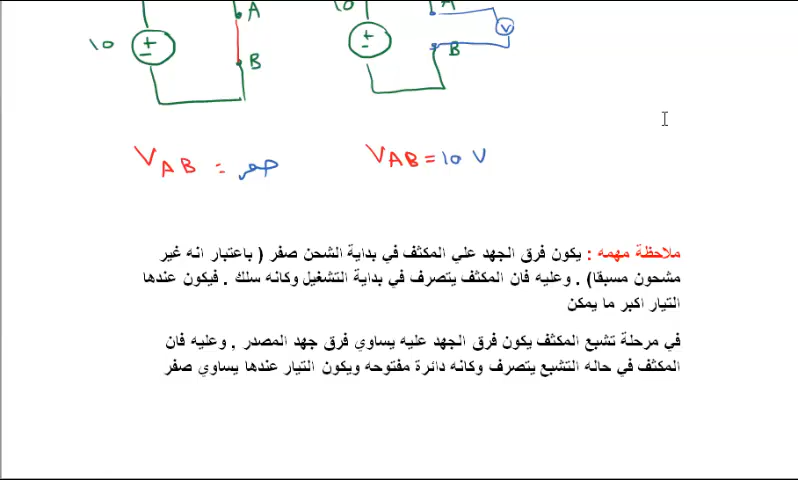 A
10
+
-
B
10
A
+
-
V
B
VAB = صفر
VAB = 10 V
ملاحظة مهمه : يكون فرق الجهد علي المكثف في بداية الشحن صفر ( باعتبار انه غير
مشحون مسبقا) . وعليه فان المكثف يتصرف في بداية التشغيل وكانه سلك . فيكون عندها
التيار اكبر ما يمكن
في مرحلة تشبع المكثف يكون فرق الجهد عليه يساوي فرق جهد المصدر , وعليه فان
المكثف في حاله التشبع يتصرف وكانه دائرة مفتوحه ويكون التيار عندها يساوي صفر